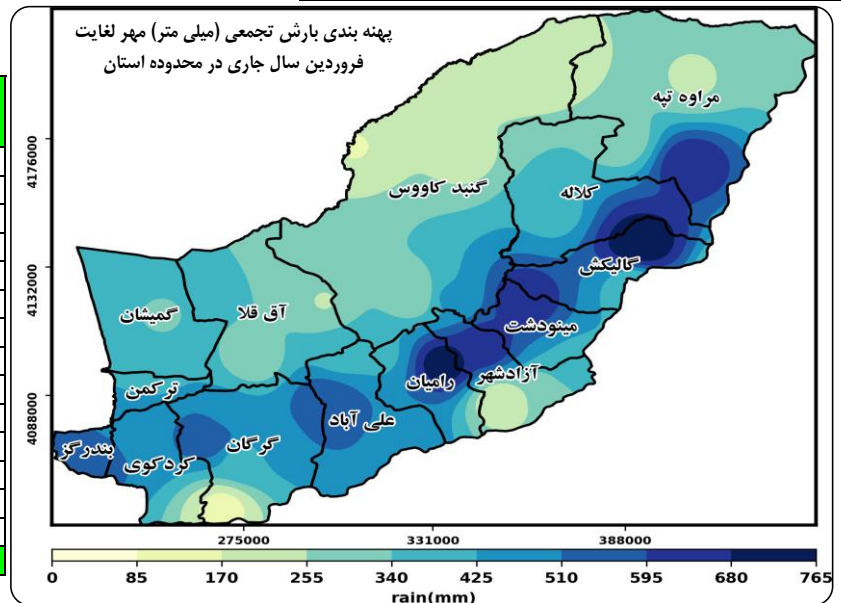 پهنه بندی بارش تجمعی (میلی متر) مهر لغایت
فروردین سال جاری در محدوده استان
مراوه تپه
4176000
گنبد کاووس
کلاله
گالیکش
4132000
گمیشان
آق قلا
مینودشت
آزادشهر
رامیان
ترکمن
4088000
علی آباد
گرگان
بندرگز
کردکوی
275000 331000 388000
0 85 170 255 340 425 510 595 680 765
rain(mm)